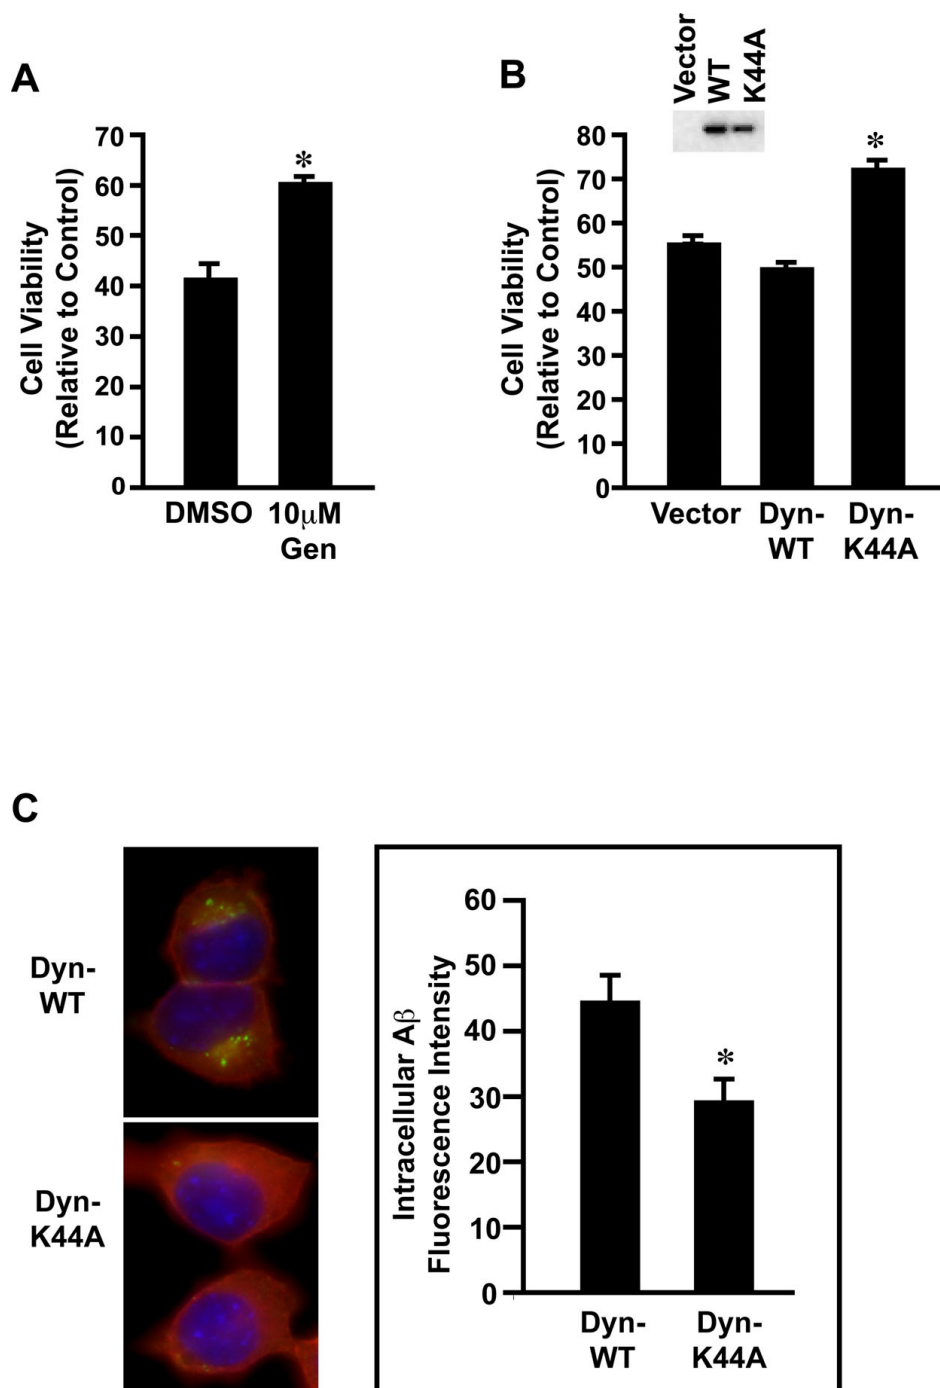 A
Cell Viability
(Relative to Control)
70
60
50
40
30
20
10
0
*
DMSO
10μM
Gen
B
Vector
WT
K44A
Cell Viability
(Relative to Control)
80
70
60
50
40
30
20
10
0
*
Vector
Dyn-
WT
Dyn-
K44A
C
Dyn-
WT
Dyn-
K44A
Intracellular Aβ
Fluorescence Intensity
60
50
40
30
20
10
0
*
Dyn-
WT
Dyn-
K44A